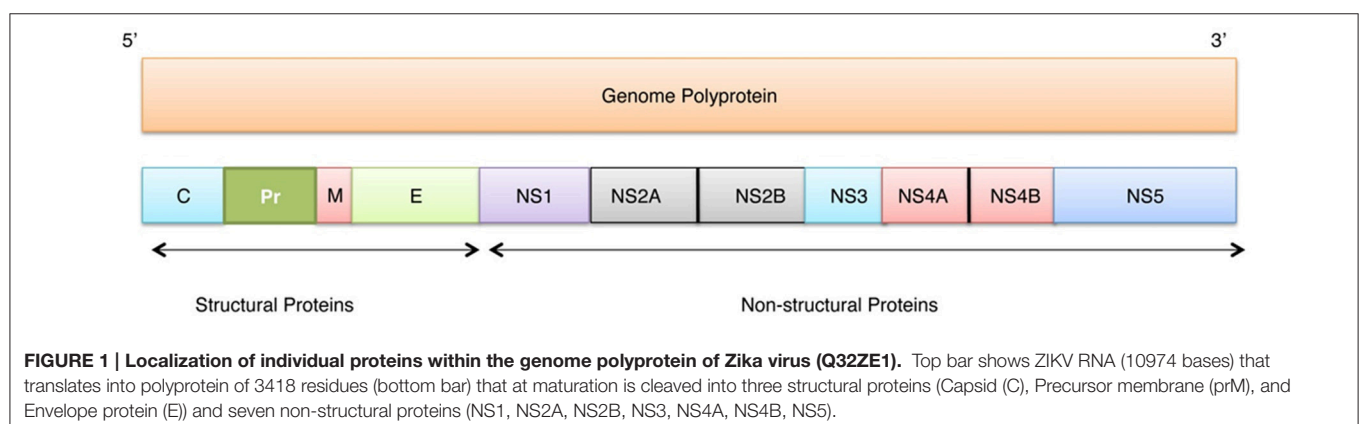 5’ 3’
Genome Polyprotein
C Pr M E NS1 NS2A NS2B NS3 NS4A NS4B NS5
Structural Proteins Non-structural Proteins
FIGURE 1 | Localization of individual proteins within the genome polyprotein of Zika virus (Q32ZE1). Top bar shows ZIKV RNA (10974 bases) that
translates into polyprotein of 3418 residues (bottom bar) that at maturation is cleaved into three structural proteins (Capsid (C), Precursor membrane (prM), and
Envelope protein (E)) and seven non-structural proteins (NS1, NS2A, NS2B, NS3, NS4A, NS4B, NS5).